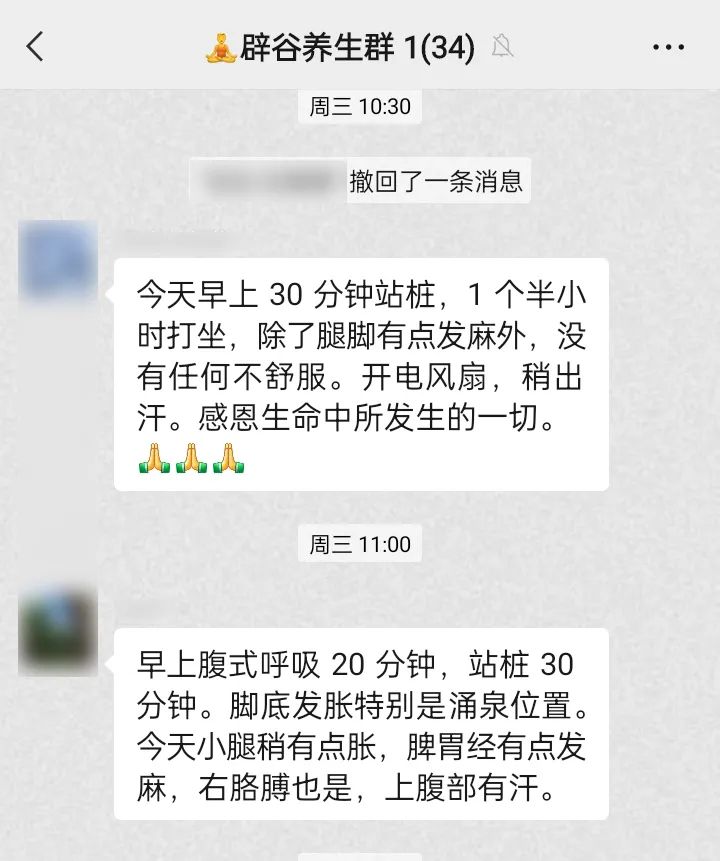 辟谷养生群 1(34)
周三 10:30
撤回了一条消息
今天早上 30 分钟站桩，1 个半小
时打坐，除了腿脚有点发麻外，没
有任何不舒服。开电风扇，稍出
汗。感恩生命中所发生的一切。
🙏🙏🙏
周三 11:00
早上腹式呼吸 20 分钟，站桩 30
分钟。脚底发胀特别是涌泉位置。
今天小腿稍有点胀，脾胃经有点发
麻，右胳膊也是，上腹部有汗。